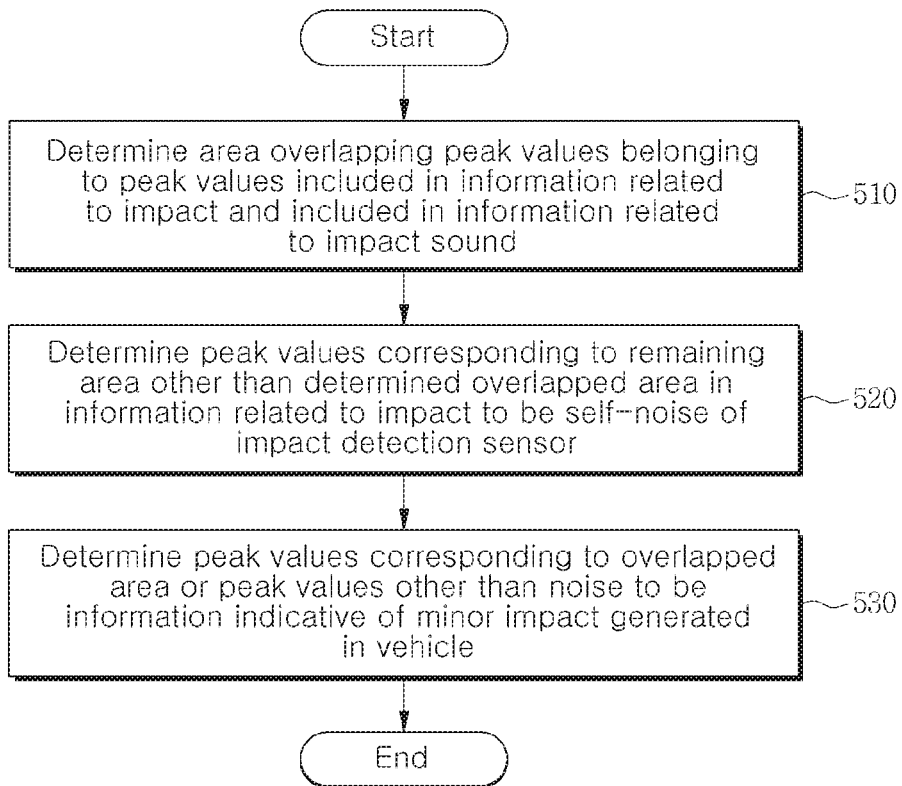 Start
Determine area overlapping peak values belonging
to peak values included in information related
to impact and included in information related
to impact sound
510
Determine peak values corresponding to remaining
area other than determined overlapped area in
information related to impact to be self-noise of
impact detection sensor
520
Determine peak values corresponding to overlapped
area or peak values other than noise to be
information indicative of minor impact generated
in vehicle
530
End